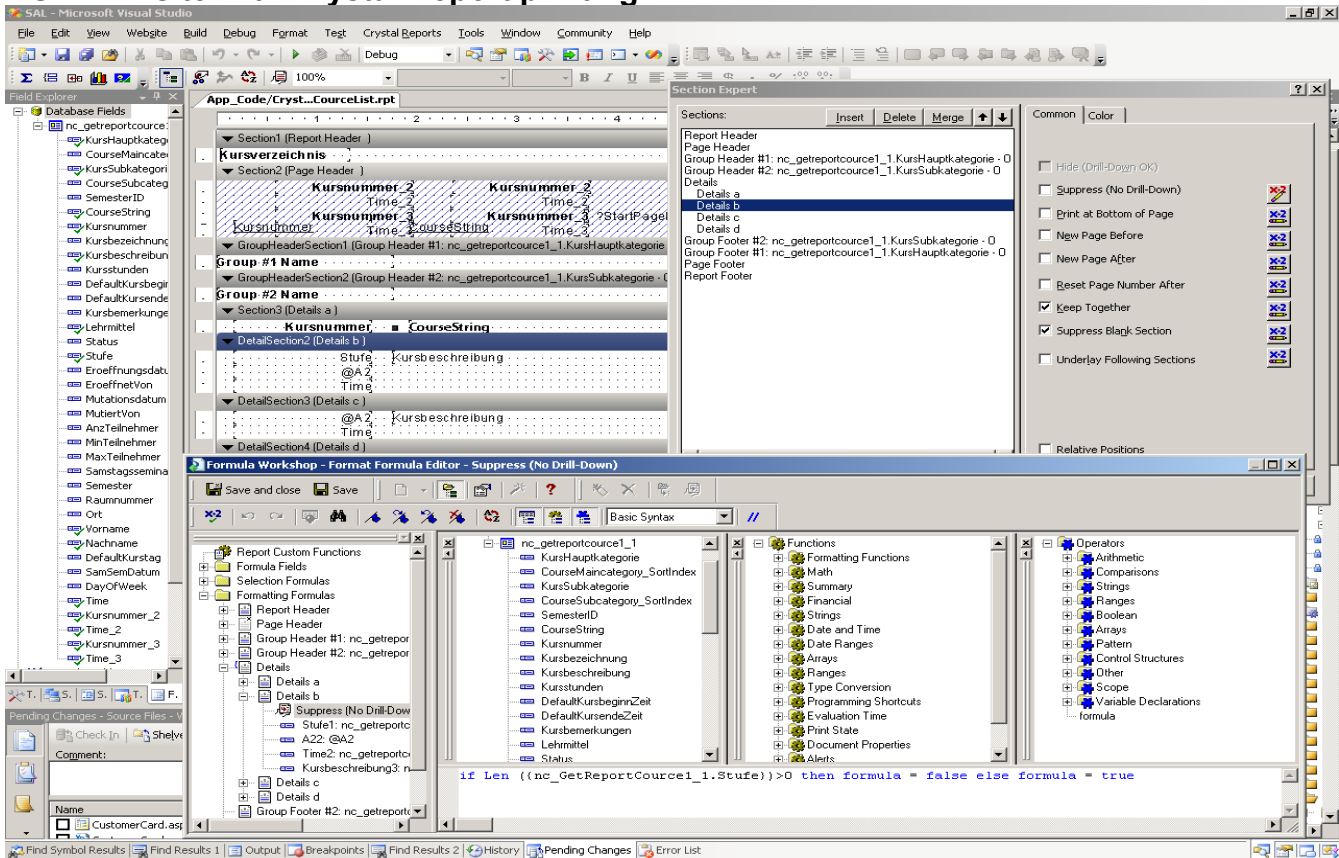 SAL - Microsoft Visual Studio
File Edit View Website Build Debug Format Test Crystal Reports Tools Window Community Help
Debug
100%
Field Explorer
Database Fields
nc_getreportcource
KursHauptkatego
CourseMaincate
KursSubkategori
CourseSubcateg
SemesterID
CourseString
Kursnummer
Kursbezeichnung
Kursbeschreibun
Kursstunden
DefaultKursbegir
DefaultKursende
Kursbemerkunge
Lehrmittel
Status
Stufe
Eroeffnungsdatu
EroeffnetVon
Mutationsdatum
MutiertVon
AnzTeilnehmer
MinTeilnehmer
MaxTeilnehmer
Samstagssemina
Semester
Raumnummer
Ort
Vorname
Nachname
DefaultKurstag
SamSemDatum
DayOfWeek
Time
Kursnummer_2
Time_2
Kursnummer_3
Time_3
T. S. S. T. F.
Pending Changes - Source Files - V
Check In Shelve
Comment:
Name
CustomerCard.asp
App_Code/Cryst...CourceList.rpt
1 2 3 4
Section1 (Report Header )
Kursverzeichnis
Section2 (Page Header )
Kursnummer_2 Kursnummer_2
Time_2 Time_2
Kursnummer_3 Kursnummer_3 ?StartPageN
Kursnummer Time_3 CourseString Time_3
GroupHeaderSection1 (Group Header #1: nc_getreportcource1_1.KursHauptkategorie
Group #1 Name
GroupHeaderSection2 (Group Header #2: nc_getreportcource1_1.KursSubkategorie - O
Group #2 Name
Section3 (Details a )
Kursnummer CourseString
DetailSection2 (Details b )
Stufe Kursbeschreibung
@A2
Time
DetailSection3 (Details c )
@A2 Kursbeschreibung
Time
DetailSection4 (Details d )
Section Expert
Sections: Insert Delete Merge
Report Header
Page Header
Group Header #1: nc_getreportcource1_1.KursHauptkategorie - O
Group Header #2: nc_getreportcource1_1.KursSubkategorie - O
Details
Details a
Details b
Details c
Details d
Group Footer #2: nc_getreportcource1_1.KursSubkategorie - O
Group Footer #1: nc_getreportcource1_1.KursHauptkategorie - O
Page Footer
Report Footer
Common Color
Hide (Drill-Down OK)
Suppress (No Drill-Down)
Print at Bottom of Page
New Page Before
New Page After
Reset Page Number After
Keep Together
Suppress Blank Section
Underlay Following Sections
Relative Positions
Formula Workshop - Format Formula Editor - Suppress (No Drill-Down)
Save and close Save
Basic Syntax
Report Custom Functions
Formula Fields
Selection Formulas
Formatting Formulas
Report Header
Page Header
Group Header #1: nc_getrepor
Group Header #2: nc_getrepor
Details
Details a
Details b
Suppress (No Drill-Dow
Stufe1: nc_getreportc
A22: @A2
Time2: nc_getreportc
Kursbeschreibung3: n
Details c
Details d
Group Footer #2: nc_getreportc
nc_getreportcource1_1
KursHauptkategorie
CourseMaincategory_SortIndex
KursSubkategorie
CourseSubcategory_SortIndex
SemesterID
CourseString
Kursnummer
Kursbezeichnung
Kursbeschreibung
Kursstunden
DefaultKursbeginnZeit
DefaultKursendeZeit
Kursbemerkungen
Lehrmittel
Status
Functions
Formatting Functions
Math
Summary
Financial
Strings
Date and Time
Date Ranges
Arrays
Ranges
Type Conversion
Programming Shortcuts
Evaluation Time
Print State
Document Properties
Alerts
Operators
Arithmetic
Comparisons
Strings
Ranges
Boolean
Arrays
Pattern
Control Structures
Other
Scope
Variable Declarations
formula
if Len ((nc_GetReportCource1_1.Stufe))>0 then formula = false else formula = true
Find Symbol Results Find Results 1 Output Breakpoints Find Results 2 History Pending Changes Error List